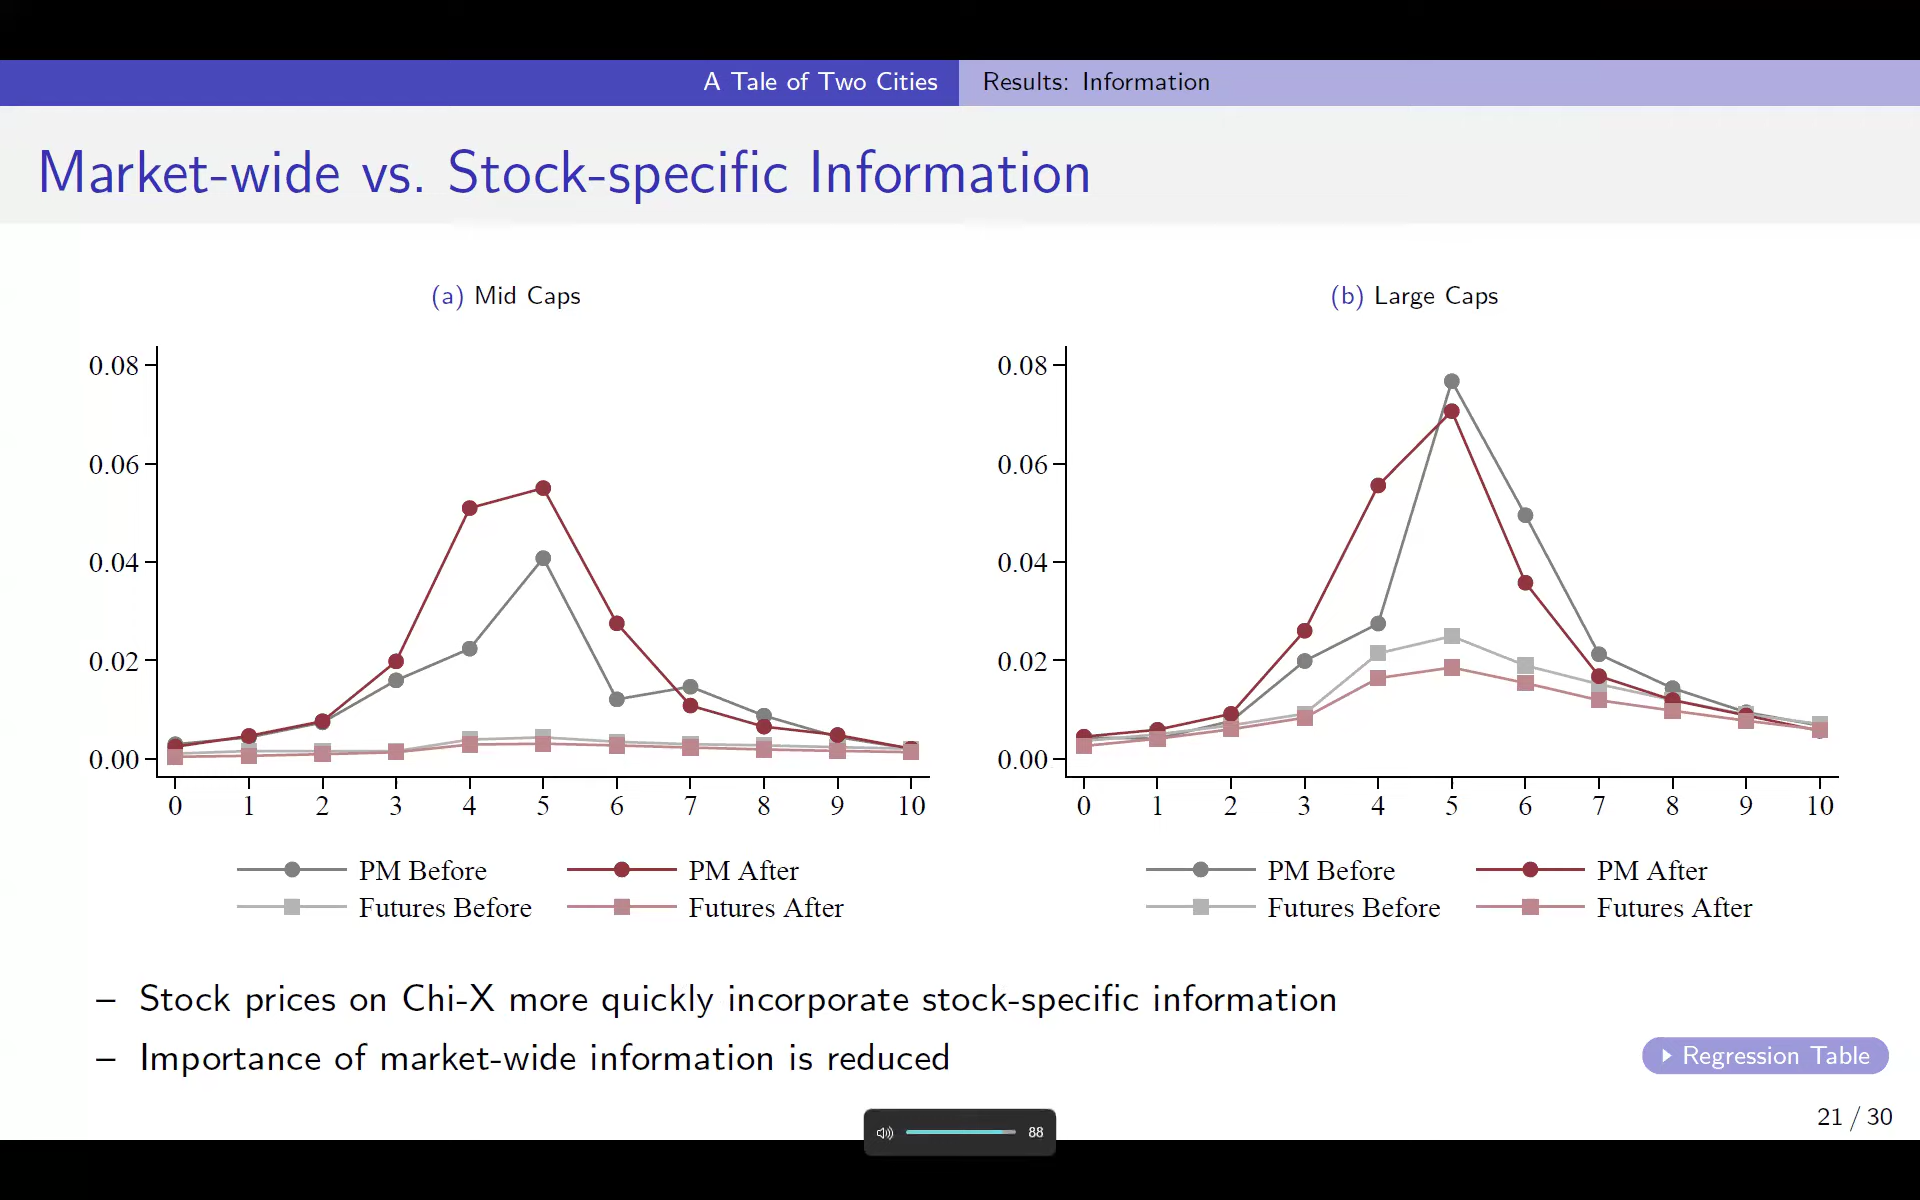 A Tale of Two Cities Results: Information
Market-wide vs. Stock-specific Information
(a) Mid Caps
0.08
0.06
0.04
0.02
0.00
0 1 2 3 4 5 6 7 8 9 10
PM Before PM After
Futures Before Futures After
(b) Large Caps
0.08
0.06
0.04
0.02
0.00
0 1 2 3 4 5 6 7 8 9 10
PM Before PM After
Futures Before Futures After
– Stock prices on Chi-X more quickly incorporate stock-specific information
– Importance of market-wide information is reduced
Regression Table
21 / 30
88